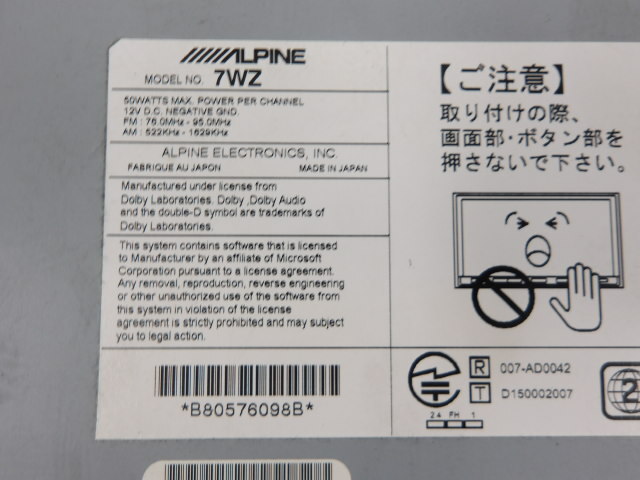 ALPINE
MODEL NO. 7WZ
50WATTS MAX. POWER PER CHANNEL
12V D.C. NEGATIVE GND.
FM : 76.0MHz - 95.0MHz
AM : 522KHz - 1629KHz
ALPINE ELECTRONICS, INC.
FABRIQUE AU JAPON MADE IN JAPAN
Manufactured under license from
Dolby Laboratories. Dolby ,Dolby Audio
and the double-D symbol are trademarks of
Dolby Laboratories.
This system contains software that is licensed
to Manufacturer by an affiliate of Microsoft
Corporation pursuant to a license agreement.
Any removal, reproduction, reverse engineering
or other unauthorized use of the software from
this system in violation of the license
agreement is strictly prohibited and may subject
you to legal action.
*B80576098B*
【ご注意】
取り付けの際、
画面部・ボタン部を
押さないで下さい。
R 007-AD0042
T D150002007
2.4 FH 1
2